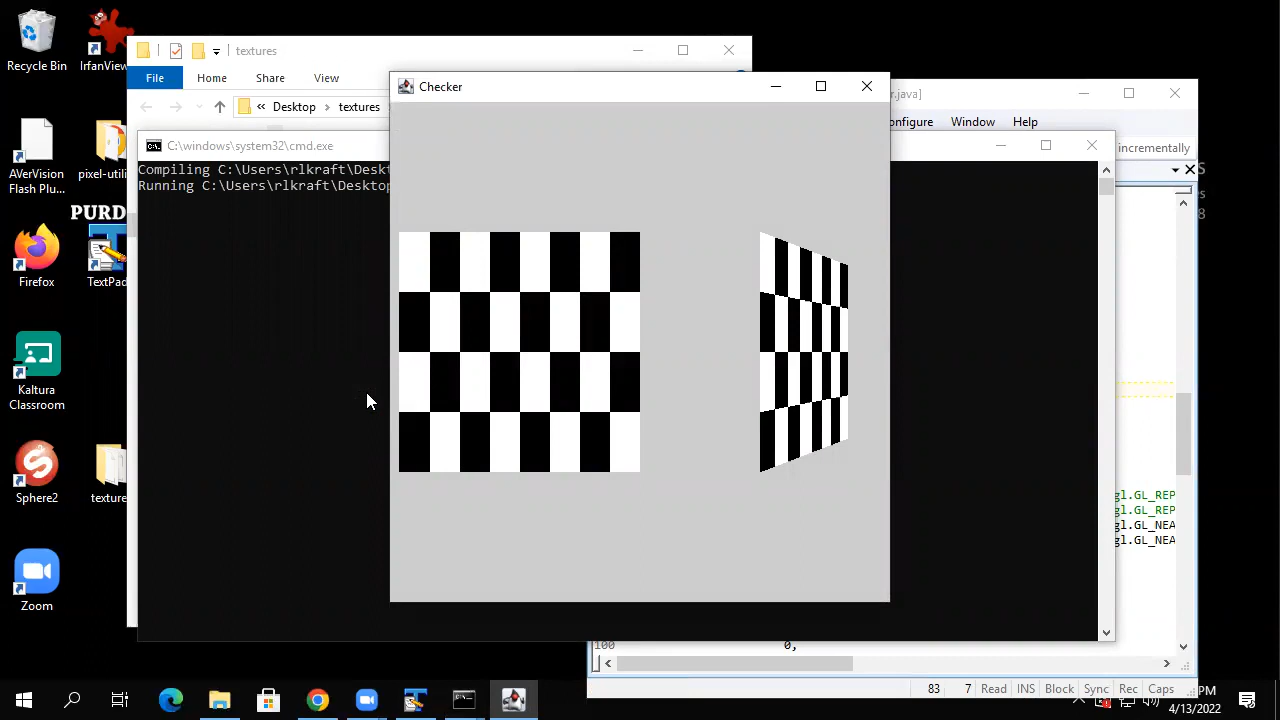 Recycle Bin
IrfanView
AVerVision
Flash Plu...
pixel-utili
PURD
Firefox
TextPad
Kaltura
Classroom
Sphere2
texture
Zoom
textures
File
Home
Share
View
« Desktop > textures
C:\windows\system32\cmd.exe
Compiling C:\Users\rlkraft\Deskt
Running C:\Users\rlkraft\Desktop
Checker
r.java]
onfigure
Window
Help
incrementally
S
s
8
gl.GL_REP
gl.GL_REP
gl.GL_NEA
gl.GL_NEA
100
0,
83
7
Read
INS
Block
Sync
Rec
Caps
PM
4/13/2022